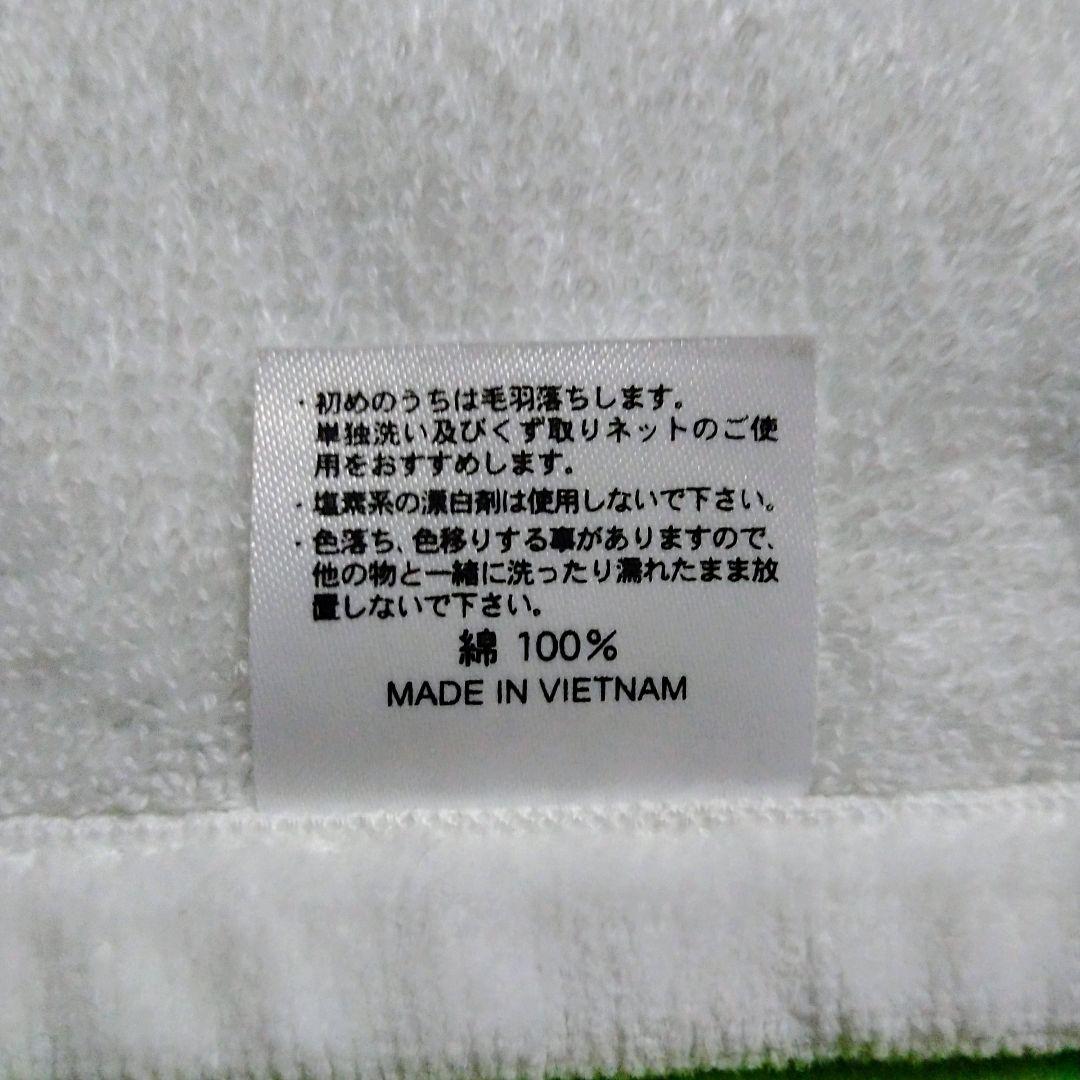 ・初めのうちは毛羽落ちします。
単独洗い及びくず取りネットのご使
用をおすすめします。
・塩素系の漂白剤は使用しないで下さい。
・色落ち、色移りする事がありますので、
他の物と一緒に洗ったり濡れたまま放
置しないで下さい。
綿 100%
MADE IN VIETNAM